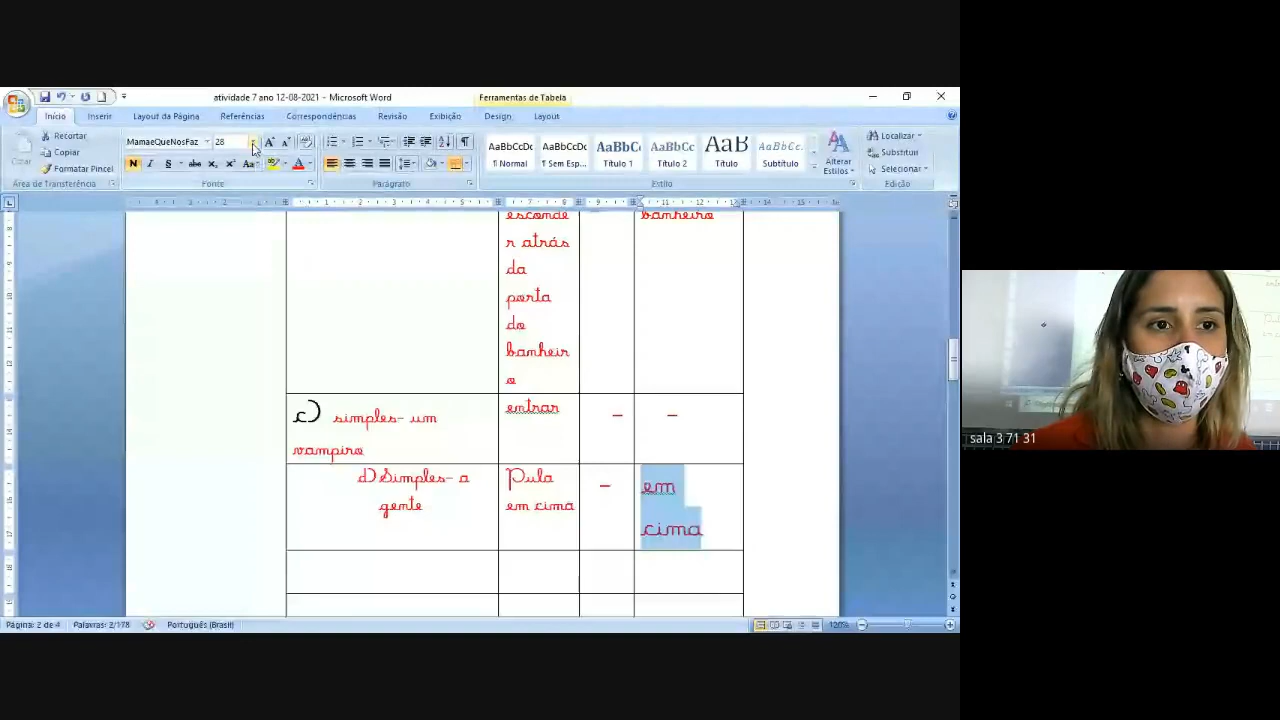 atividade 7 ano 12-08-2021 - Microsoft Word
Ferramentas de Tabela
Início Inserir Layout da Página Referências Correspondências Revisão Exibição Design Layout
Recortar
Copiar
Formatar Pincel
Área de Transferência
MamaeQueNosFaz 28
Fonte
Parágrafo
AaBbCcDc AaBbCcDc AaBbC AaBbCc AaB AaBbCc.
¶ Normal ¶ Sem Esp... Título 1 Título 2 Título Subtítulo
Alterar
Estilos
Estilo
Localizar
Substituir
Selecionar
Edição
esconde
r atrás
da
porta
do
banheir
o
banheiro
c) simples- um
vampiro
entrar
-
-
d) Simples- a
gente
Pula
em cima
-
em
cima
Página: 2 de 4 Palavras: 2/178 Português (Brasil) 120%
sala 3 71 31